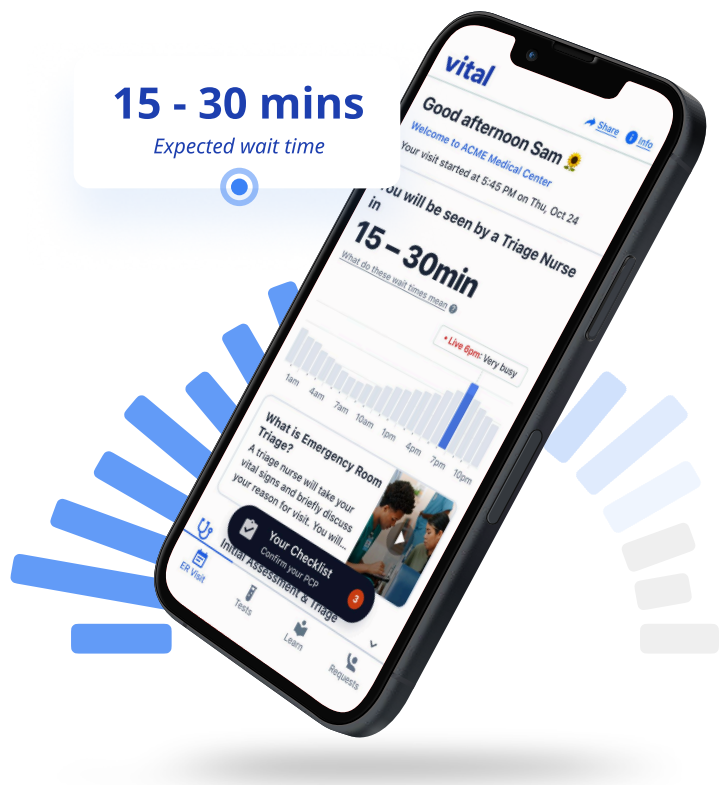 15 - 30 mins
Expected wait time
vital
Share
Info
Good afternoon Sam 🌻
Welcome to ACME Medical Center
Your visit started at 5:45 PM on Thu, Oct 24
You will be seen by a Triage Nurse
in
15 – 30min
What do these wait times mean ?
• Live 6pm: Very busy
1am 4am 7am 10am 1pm 4pm 7pm 10pm
What is Emergency Room
Triage?
A triage nurse will take your
vital signs and briefly discuss
your reason for visit. You will...
Your Checklist
Confirm your PCP
3
Initial Assessment & Triage
ER Visit
Tests
Learn
Requests